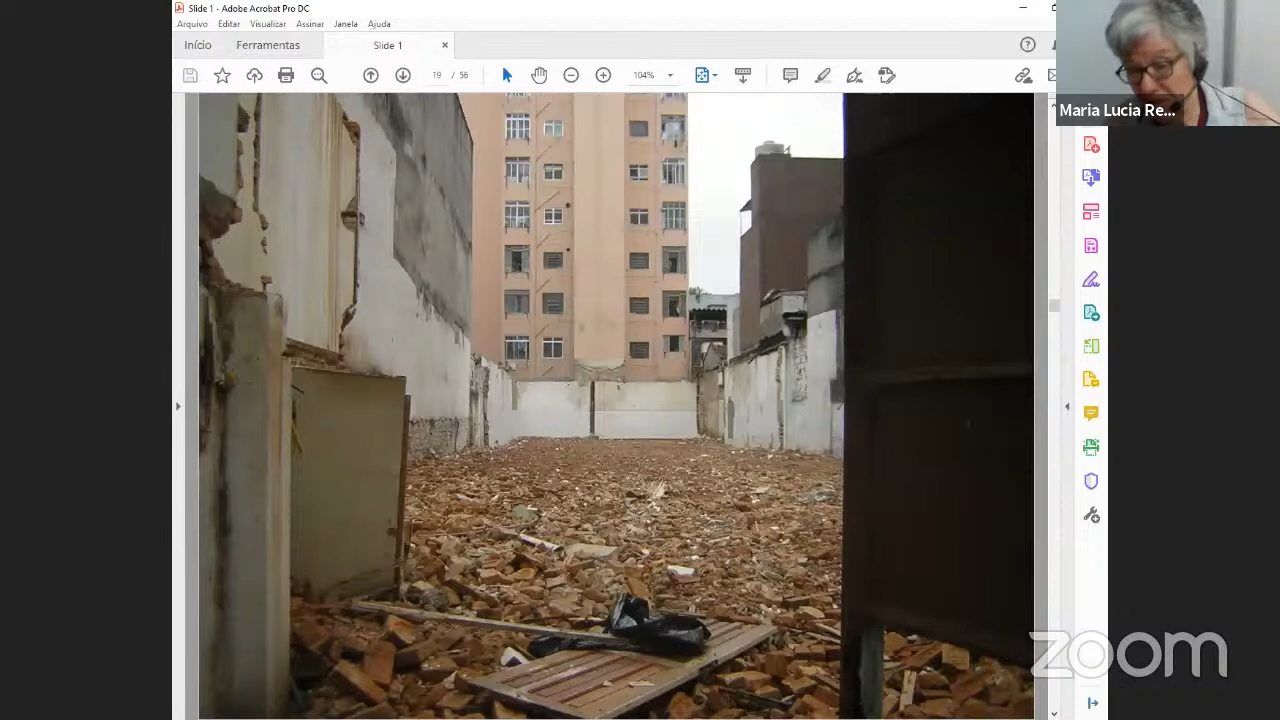 Slide 1 - Adobe Acrobat Pro DC
Arquivo Editar Visualizar Assinar Janela Ajuda
Início Ferramentas Slide 1
19 / 56 104%
Maria Lucia Re...
zoom